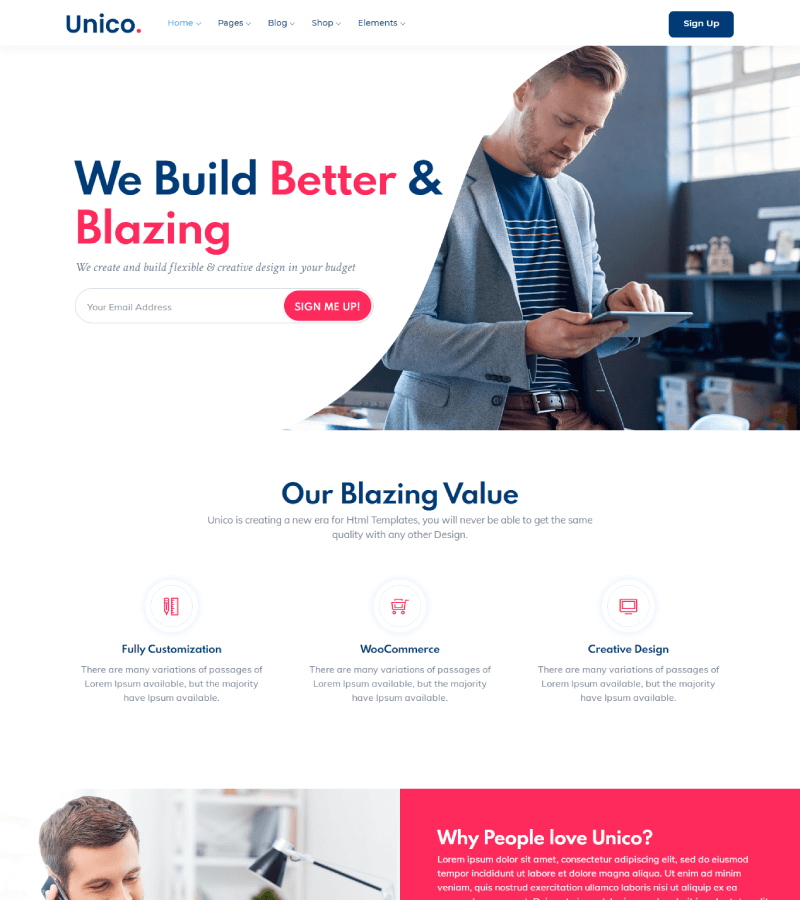 Unico.
Home Pages Blog Shop Elements
Sign Up
We Build Better &
Blazing
We create and build flexible & creative design in your budget
Your Email Address
SIGN ME UP!
Our Blazing Value
Unico is creating a new era for Html Templates, you will never be able to get the same
quality with any other Design.
Fully Customization
There are many variations of passages of
Lorem Ipsum available, but the majority
have Ipsum available.
WooCommerce
There are many variations of passages of
Lorem Ipsum available, but the majority
have Ipsum available.
Creative Design
There are many variations of passages of
Lorem Ipsum available, but the majority
have Ipsum available.
Why People love Unico?
Lorem ipsum dolor sit amet, consectetur adipiscing elit, sed do eiusmod
tempor incididunt ut labore et dolore magna aliqua. Ut enim ad minim
veniam, quis nostrud exercitation ullamco laboris nisi ut aliquip ex ea